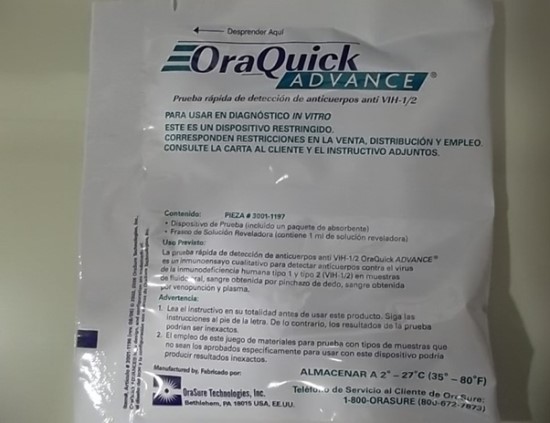 Desprender Aquí
OraQuick
ADVANCE®
Prueba rápida de detección de anticuerpos anti VIH-1/2
PARA USAR EN DIAGNÓSTICO IN VITRO
ESTE ES UN DISPOSITIVO RESTRINGIDO.
CORRESPONDEN RESTRICCIONES EN LA VENTA, DISTRIBUCIÓN Y EMPLEO.
CONSULTE LA CARTA AL CLIENTE Y EL INSTRUCTIVO ADJUNTOS.
Contenido: PIEZA # 3001-1197
• Dispositivo de Prueba (incluido un paquete de absorbente)
• Frasco de Solución Reveladora (contiene 1 ml de solución reveladora)
Uso Previsto:
La prueba rápida de detección de anticuerpos anti VIH-1/2 OraQuick ADVANCE®
es un inmunoensayo cualitativo para detectar anticuerpos contra el virus
de la inmunodeficiencia humana tipo 1 y tipo 2 (VIH-1/2) en muestras
de fluido oral, sangre obtenida por pinchazo de dedo, sangre obtenida
por venopunción y plasma.
Advertencia:
1. Lea el instructivo en su totalidad antes de usar este producto. Siga las
instrucciones al pie de la letra. De lo contrario, los resultados de la prueba
podrían ser inexactos.
2. El empleo de este juego de materiales para prueba con tipos de muestras que
no sean los aprobados específicamente para usar con este dispositivo podría
producir resultados inexactos.
Manufactured by, Fabricado por:
OraSure Technologies, Inc.
Bethlehem, PA 18015 USA, EE.UU.
ALMACENAR A 2° – 27°C (35° – 80°F)
Teléfono de Servicio al Cliente de OraSure:
1-800-ORASURE (800-672-7873)